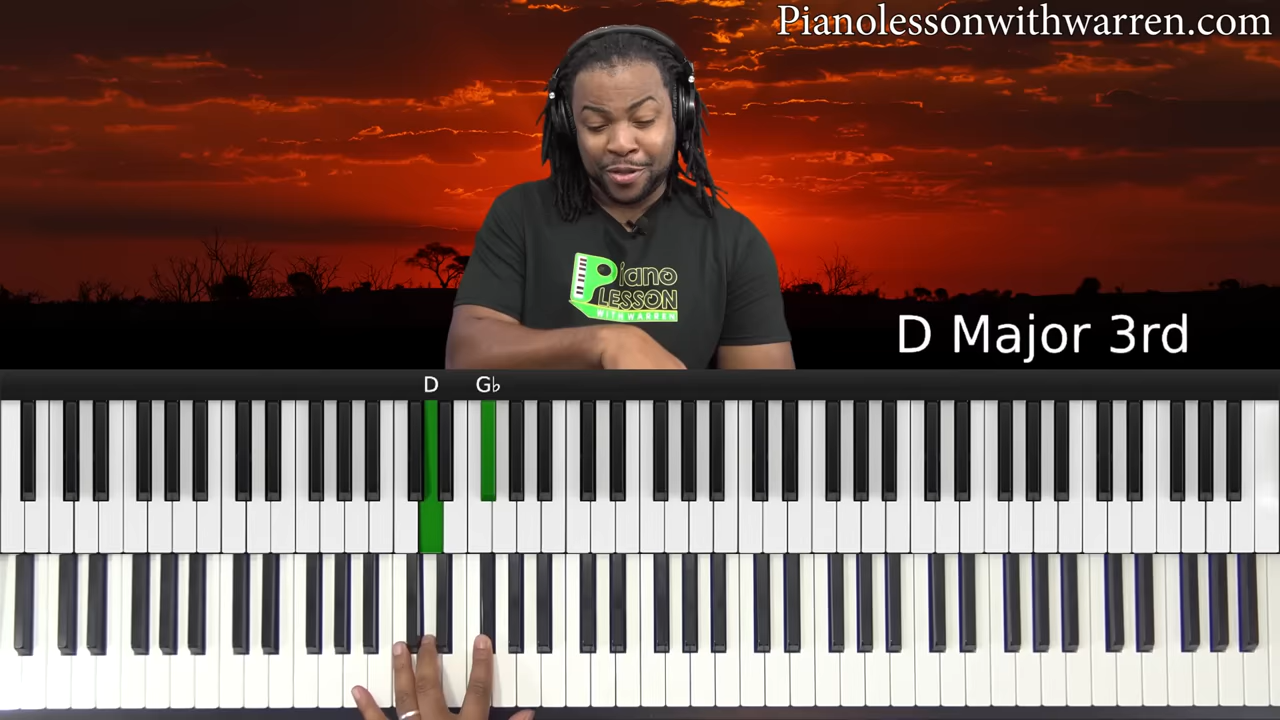 Pianolessonwithwarren.com
Piano
LESSON
WITH WARREN
D Major 3rd
D G♭